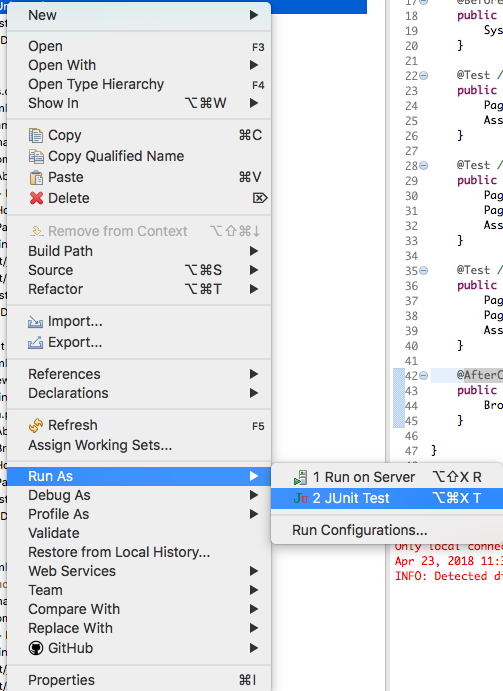 New
Open F3
Open With
Open Type Hierarchy F4
Show In ⌥⌘W
Copy ⌘C
Copy Qualified Name
Paste ⌘V
Delete ⌦
Remove from Context ⌥⇧⌘↓
Build Path
Source ⌥⌘S
Refactor ⌥⌘T
Import...
Export...
References
Declarations
Refresh F5
Assign Working Sets...
Run As
Debug As
Profile As
Validate
Restore from Local History...
Web Services
Team
Compare With
Replace With
GitHub
Properties ⌘I
1 Run on Server ⌥⇧X R
Ju 2 JUnit Test ⌥⌘X T
Run Configurations...
17 @Before
18 public
19 Sys
20 }
21
22 @Test /
23 public
24 Pag
25 Ass
26 }
27
28 @Test /
29 public
30 Pag
31 Pag
32 Ass
33 }
34
35 @Test /
36 public
37 Pag
38 Pag
39 Ass
40 }
41
42 @AfterC
43 public
44 Bro
45 }
46
47 }
Only local conne
Apr 23, 2018 11:3
INFO: Detected di